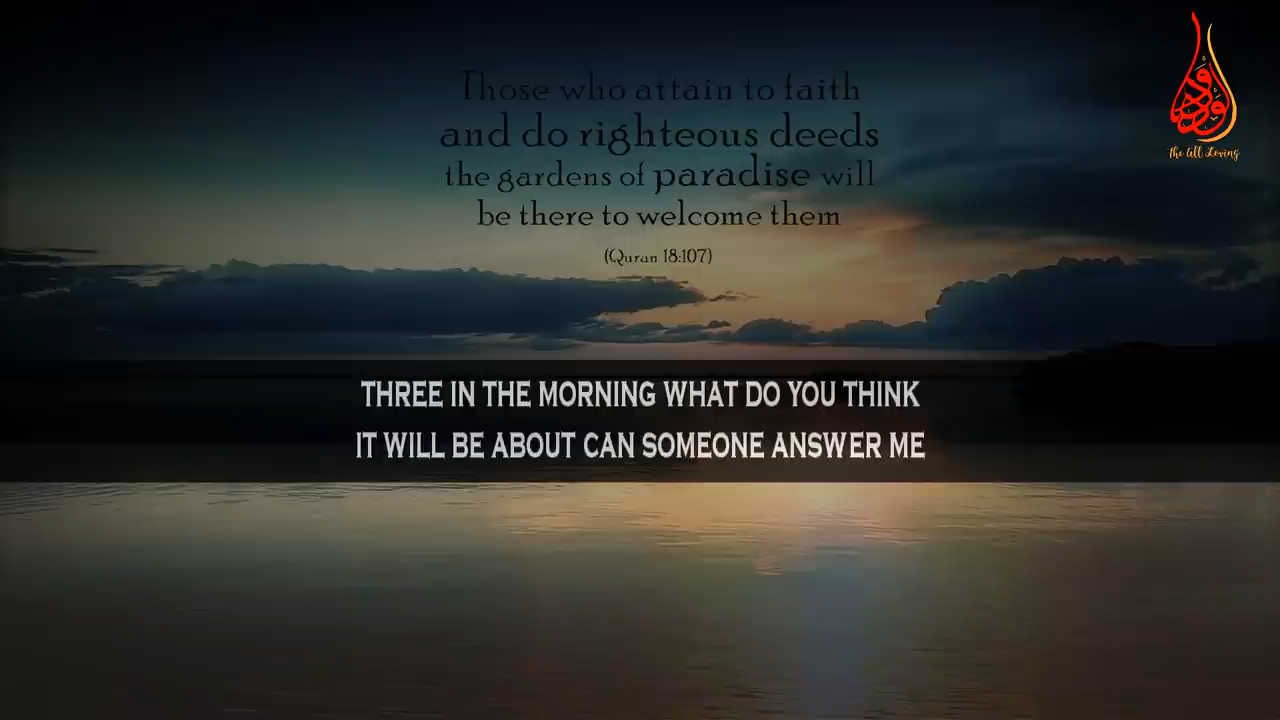 Those who attain to faith
and do righteous deeds
the gardens of paradise will
be there to welcome them
(Quran 18:107)
الودود
The All Loving
THREE IN THE MORNING WHAT DO YOU THINK
IT WILL BE ABOUT CAN SOMEONE ANSWER ME